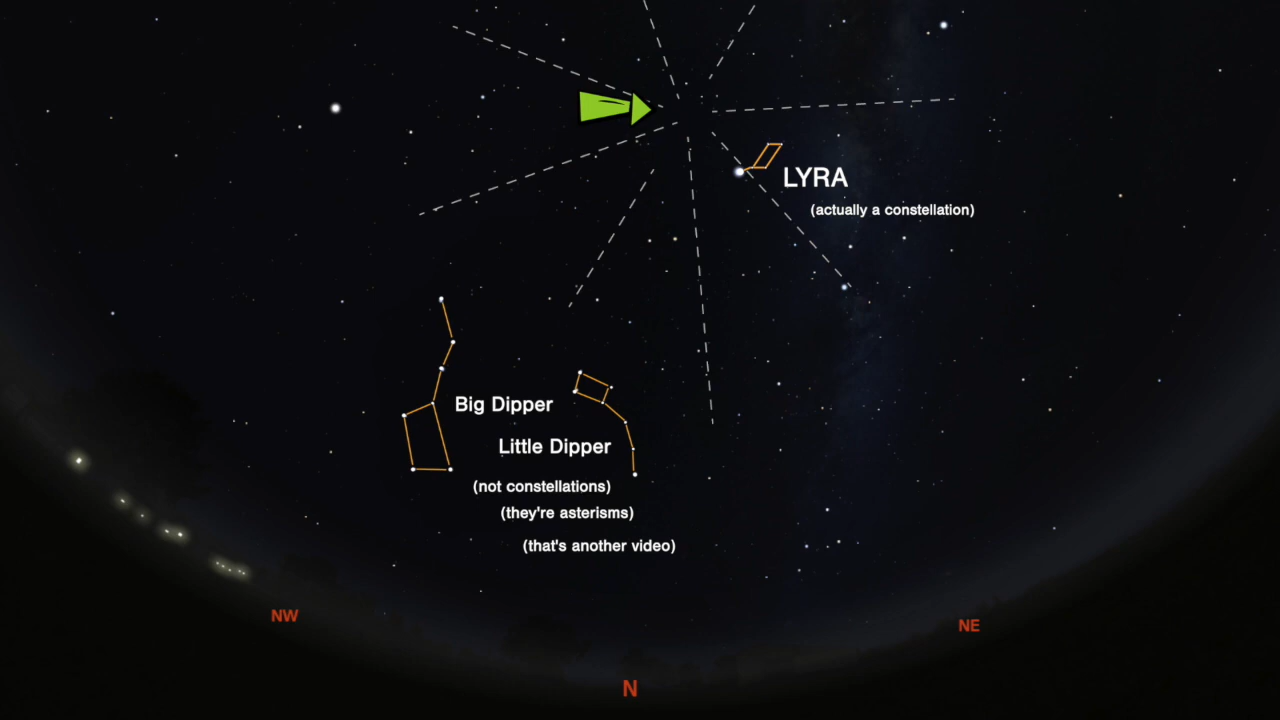 LYRA
(actually a constellation)
Big Dipper
Little Dipper
(not constellations)
(they're asterisms)
(that's another video)
NW
NE
N